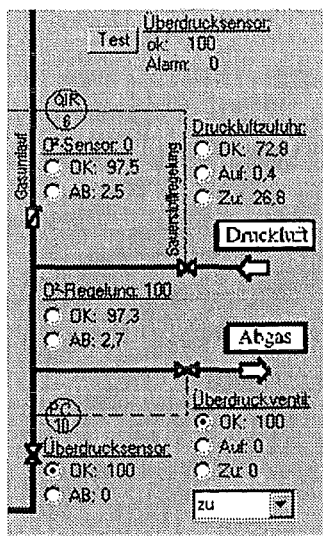 Überdrucksensor:
Test
ok: 100
Alarm: 0
QIR
6
Gasumlauf
O²-Sensor: 0
OK: 97,5
AB: 2,5
Sauerstoffregelung
Druckluftzufuhr:
OK: 72,8
Auf: 0,4
Zu: 26,8
Druckluft
O²-Regelung: 100
OK: 97,3
AB: 2,7
Abgas
PC
10
Überdruckventil:
OK: 100
Auf: 0
Zu: 0
zu
Überdrucksensor:
OK: 100
AB: 0